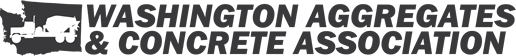 WASHINGTON AGGREGATES
& CONCRETE ASSOCIATION